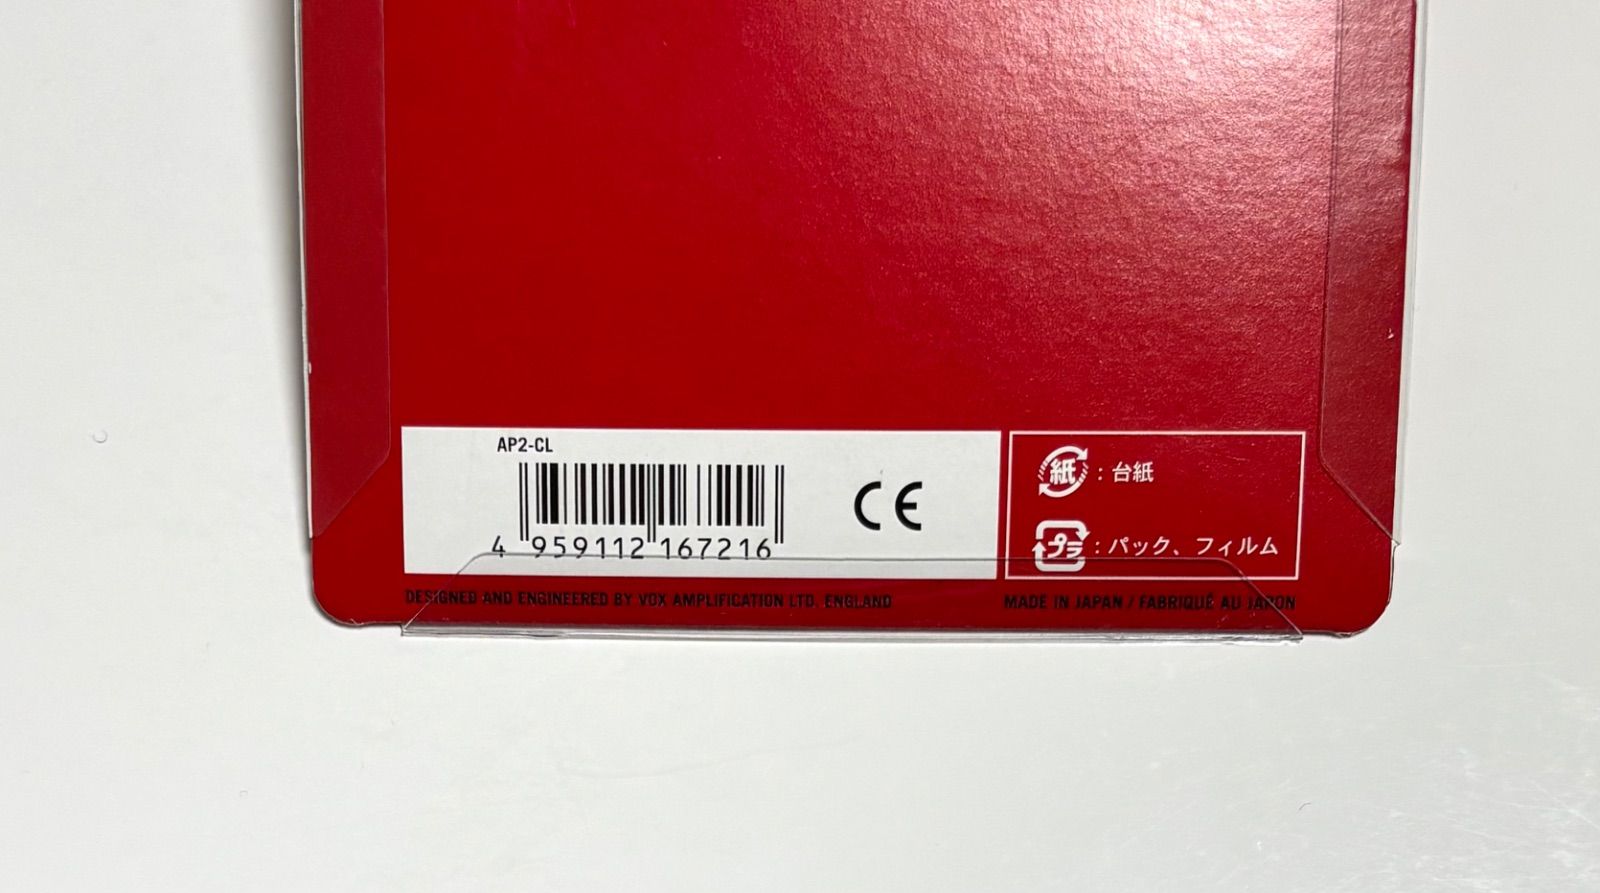 AP2-CL
4 959112 167216
CE
紙 : 台紙
プラ : パック、フィルム
DESIGNED AND ENGINEERED BY VOX AMPLIFICATION LTD. ENGLAND
MADE IN JAPAN / FABRIQUÉ AU JAPON